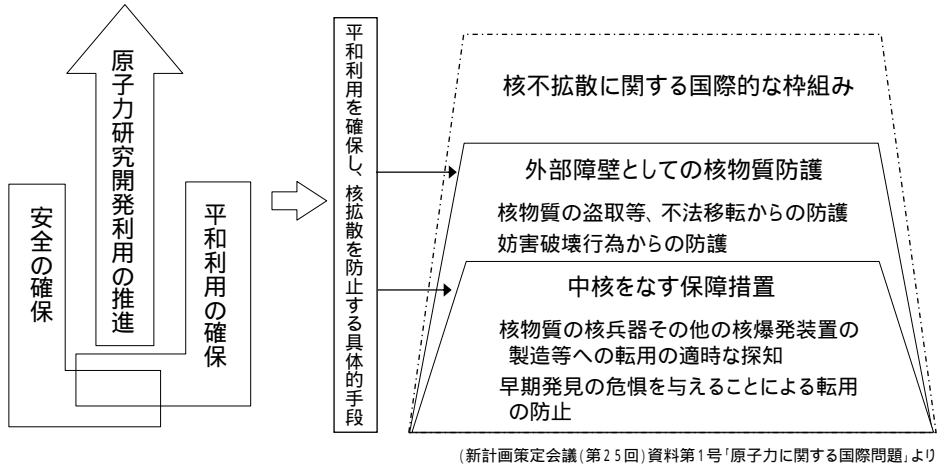 原子力研究開発利用の推進
安全の確保
平和利用の確保
平和利用を確保し、核拡散を防止する具体的手段
核不拡散に関する国際的な枠組み
外部障壁としての核物質防護
核物質の盗取等、不法移転からの防護
妨害破壊行為からの防護
中核をなす保障措置
核物質の核兵器その他の核爆発装置の
製造等への転用の適時な探知
早期発見の危惧を与えることによる転用
の防止
(新計画策定会議(第25回)資料第1号「原子力に関する国際問題」より